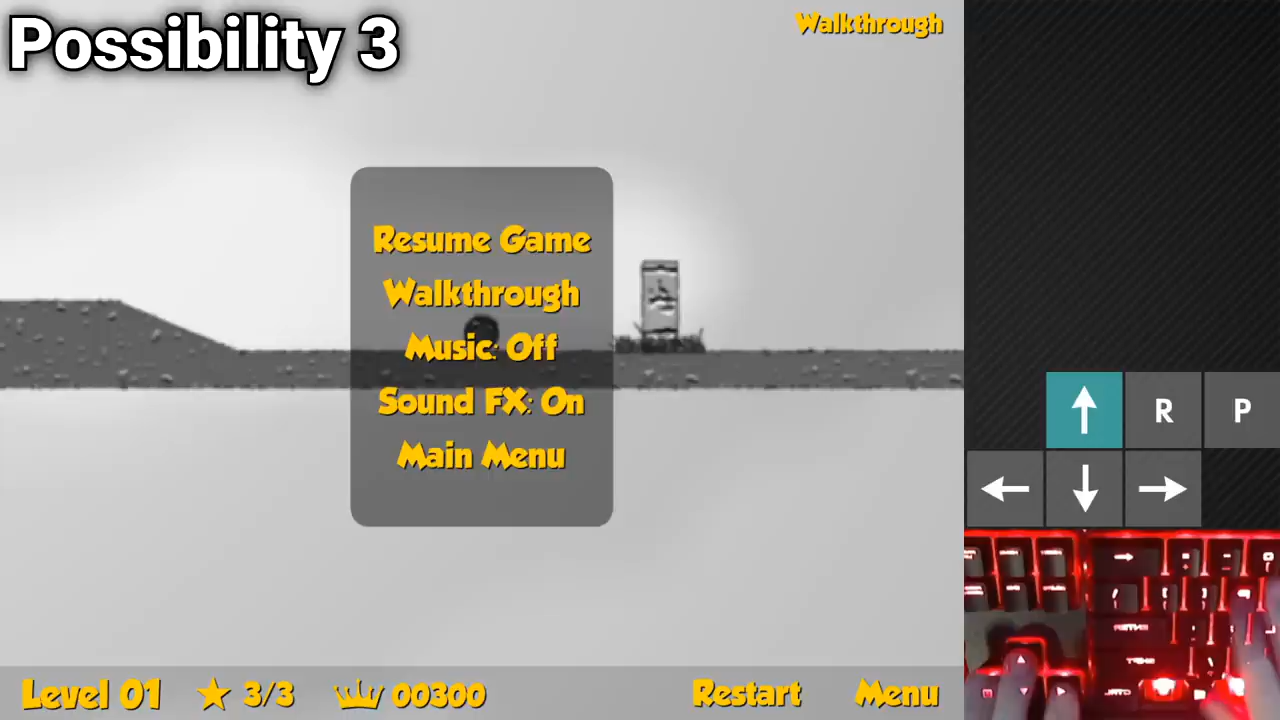 Possibility 3
Walkthrough
Resume Game
Walkthrough
Music: Off
Sound FX: On
Main Menu
R
P
Level 01
3/3
00300
Restart
Menu